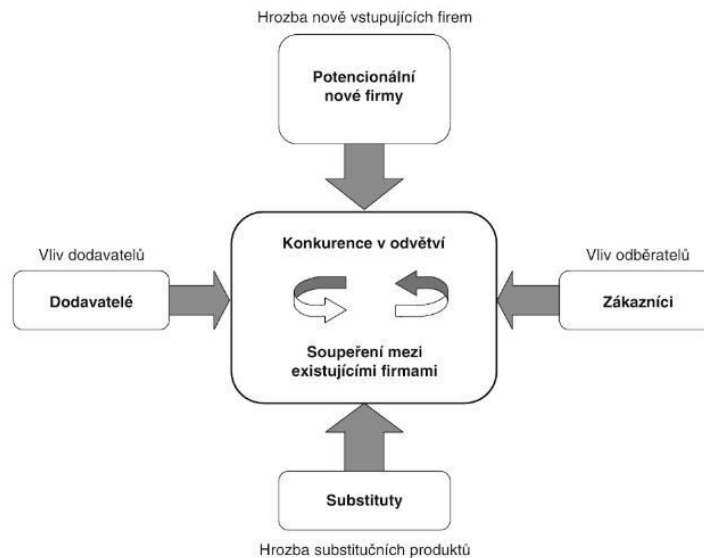 Hrozba nově vstupujících firem
Potencionální
nové firmy
Konkurence v odvětví
Vliv dodavatelů
Dodavatelé
Vliv odběratelů
Zákazníci
Soupeření mezi
existujícími firmami
Substituty
Hrozba substitučních produktů